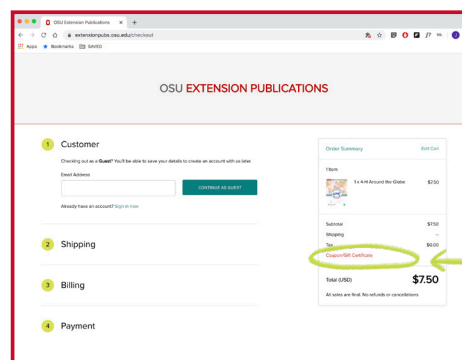 OSU Extension Publications
extensionpubs.osu.edu/checkout
Apps Bookmarks SAVED
OSU EXTENSION PUBLICATIONS
1 Customer
Checking out as a Guest? You'll be able to save your details to create an account with us later.
Email Address
CONTINUE AS GUEST
Already have an account? Sign in now
2 Shipping
3 Billing
4 Payment
Order Summary Edit Cart
1 Item
1 x 4-H Around the Globe $7.50
Subtotal $7.50
Shipping --
Tax $0.00
Coupon/Gift Certificate
Total (USD) $7.50
All sales are final. No refunds or cancellations